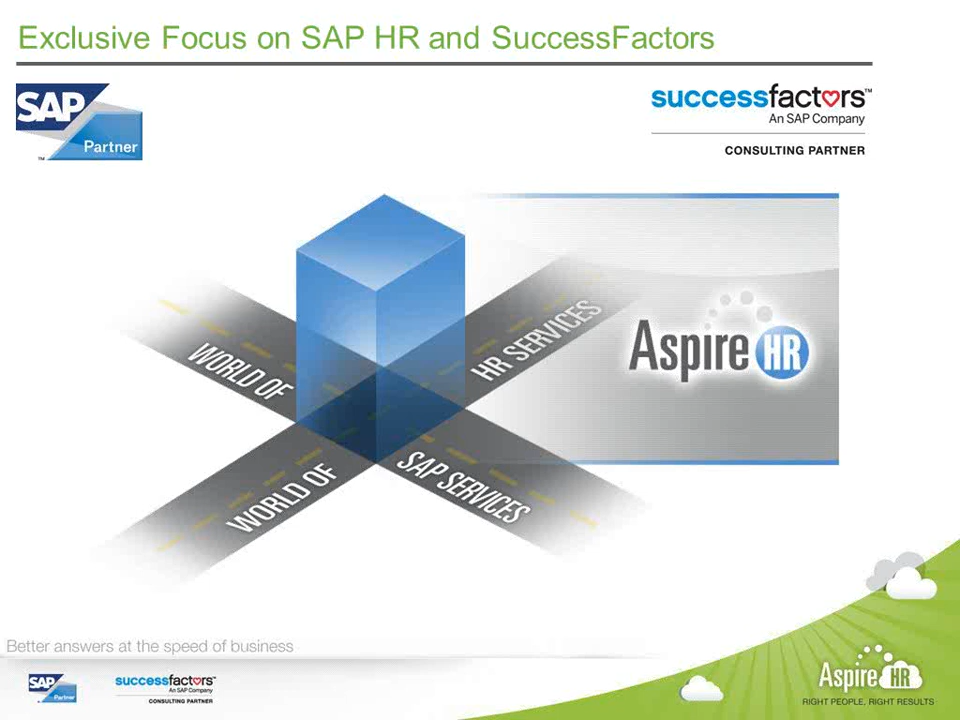 Exclusive Focus on SAP HR and SuccessFactors
SAP
Partner
™
successfactors™
An SAP Company
CONSULTING PARTNER
WORLD OF
HR SERVICES
Aspire HR
WORLD OF
SAP SERVICES
Better answers at the speed of business
SAP
Partner
successfactors™
An SAP Company
CONSULTING PARTNER
Aspire HR
RIGHT PEOPLE, RIGHT RESULTS